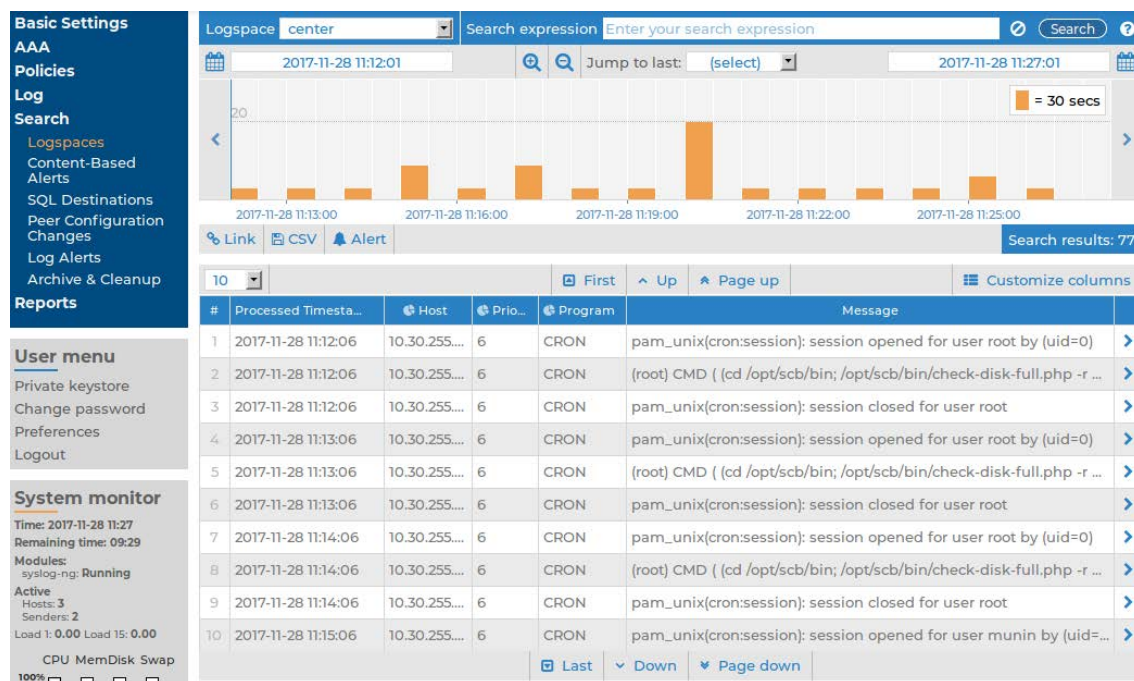 Basic Settings
AAA
Policies
Log
Search
Logspaces
Content-Based
Alerts
SQL Destinations
Peer Configuration
Changes
Log Alerts
Archive & Cleanup
Reports
User menu
Private keystore
Change password
Preferences
Logout
System monitor
Time: 2017-11-28 11:27
Remaining time: 09:29
Modules:
syslog-ng: Running
Active
Hosts: 3
Senders: 2
Load 1: 0.00 Load 15: 0.00
CPU MemDisk Swap
100%
Logspace center Search expression Enter your search expression Search ?
2017-11-28 11:12:01 Jump to last: (select) 2017-11-28 11:27:01
= 30 secs
20
2017-11-28 11:13:00 2017-11-28 11:16:00 2017-11-28 11:19:00 2017-11-28 11:22:00 2017-11-28 11:25:00
Link CSV Alert Search results: 77
10 First Up Page up Customize columns
# Processed Timesta... Host Prio... Program Message
1 2017-11-28 11:12:06 10.30.255.... 6 CRON pam_unix(cron:session): session opened for user root by (uid=0)
2 2017-11-28 11:12:06 10.30.255.... 6 CRON (root) CMD ( (cd /opt/scb/bin; /opt/scb/bin/check-disk-full.php -r ...
3 2017-11-28 11:12:06 10.30.255.... 6 CRON pam_unix(cron:session): session closed for user root
4 2017-11-28 11:13:06 10.30.255.... 6 CRON pam_unix(cron:session): session opened for user root by (uid=0)
5 2017-11-28 11:13:06 10.30.255.... 6 CRON (root) CMD ( (cd /opt/scb/bin; /opt/scb/bin/check-disk-full.php -r ...
6 2017-11-28 11:13:06 10.30.255.... 6 CRON pam_unix(cron:session): session closed for user root
7 2017-11-28 11:14:06 10.30.255.... 6 CRON pam_unix(cron:session): session opened for user root by (uid=0)
8 2017-11-28 11:14:06 10.30.255.... 6 CRON (root) CMD ( (cd /opt/scb/bin; /opt/scb/bin/check-disk-full.php -r ...
9 2017-11-28 11:14:06 10.30.255.... 6 CRON pam_unix(cron:session): session closed for user root
10 2017-11-28 11:15:06 10.30.255.... 6 CRON pam_unix(cron:session): session opened for user munin by (uid=...
Last Down Page down